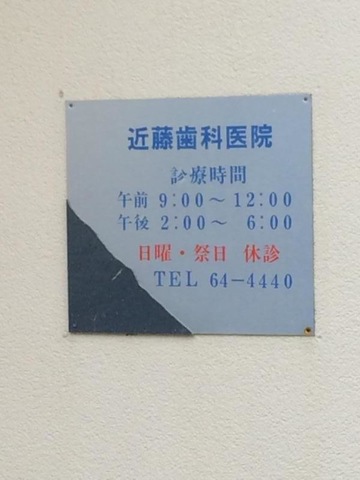 近藤歯科医院
診療時間
午前 9:00～12:00
午後 2:00～ 6:00
日曜・祭日 休診
TEL 64-4440